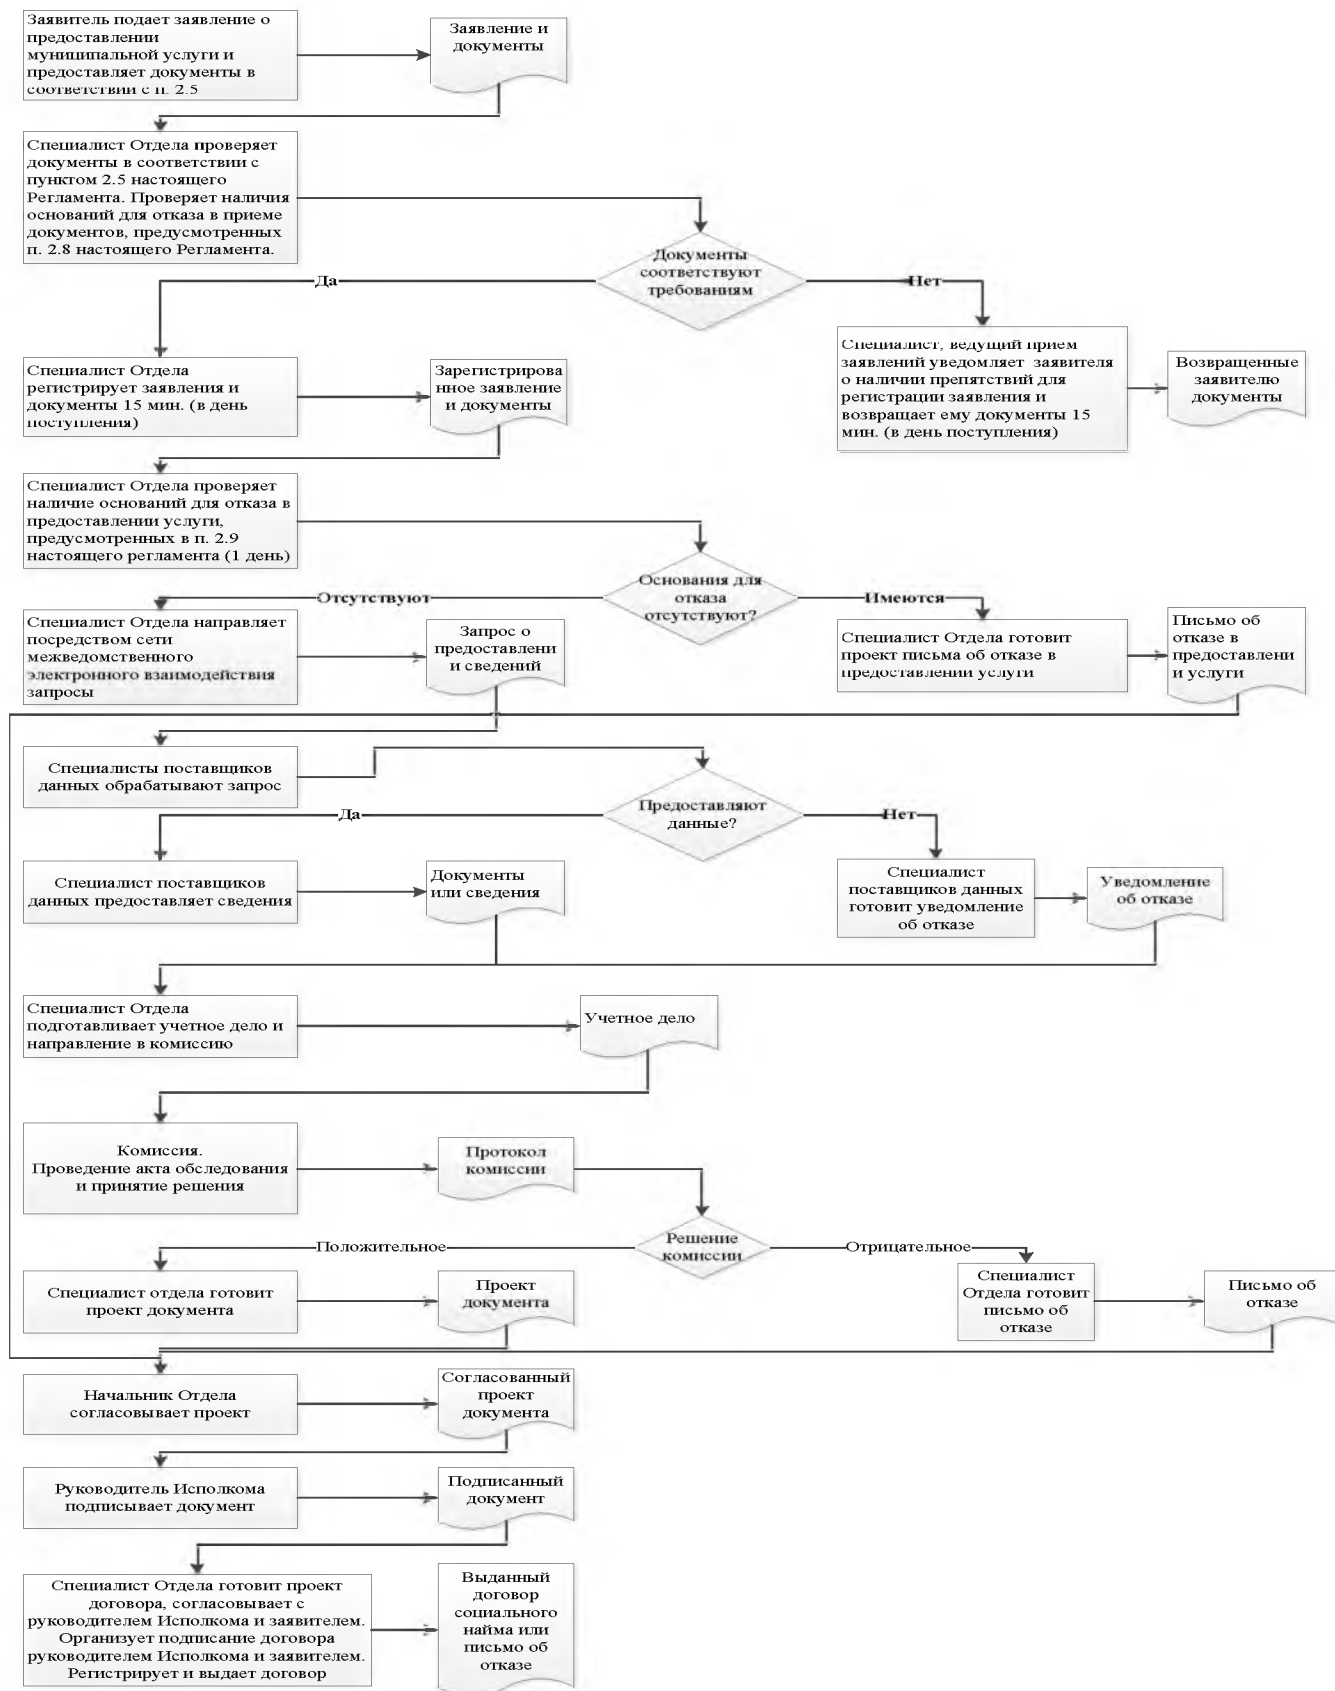 Заявитель подает заявление о
предоставлении
муниципальной услуги и
предоставляет документы в
соответствии с п. 2.5
Заявление и
документы
Специалист Отдела проверяет
документы в соответствии с
пунктом 2.5 настоящего
Регламента. Проверяет наличия
оснований для отказа в приеме
документов, предусмотренных
п. 2.8 настоящего Регламента.
Документы
соответствуют
требованиям
Да
Нет
Специалист Отдела
регистрирует заявления и
документы 15 мин. (в день
поступления)
Зарегистрирова
нное заявление
и документы
Специалист, ведущий прием
заявлений уведомляет заявителя
о наличии препятствий для
регистрации заявления и
возвращает ему документы 15
мин. (в день поступления)
Возвращенные
заявителю
документы
Специалист Отдела проверяет
наличие оснований для отказа в
предоставлении услуги,
предусмотренных в п. 2.9
настоящего регламента (1 день)
Основания для
отказа
отсутствуют?
Отсутствуют
Имеются
Специалист Отдела направляет
посредством сети
межведомственного
электронного взаимодействия
запросы
Запрос о
предоставлени
и сведений
Специалист Отдела готовит
проект письма об отказе в
предоставлении услуги
Письмо об
отказе в
предоставлени
и услуги
Специалисты поставщиков
данных обрабатывают запрос
Предоставляют
данные?
Да
Нет
Специалист поставщиков
данных предоставляет сведения
Документы
или сведения
Специалист
поставщиков данных
готовит уведомление
об отказе
Уведомление
об отказе
Специалист Отдела
подготавливает учетное дело и
направление в комиссию
Учетное дело
Комиссия.
Проведение акта обследования
и принятие решения
Протокол
комиссии
Решение
комиссии
Положительное
Отрицательное
Специалист отдела готовит
проект документа
Проект
документа
Специалист
Отдела готовит
письмо об
отказе
Письмо об
отказе
Начальник Отдела
согласовывает проект
Согласованный
проект
документа
Руководитель Исполкома
подписывает документ
Подписанный
документ
Специалист Отдела готовит проект
договора, согласовывает с
руководителем Исполкома и заявителем.
Организует подписание договора
руководителем Исполкома и заявителем.
Регистрирует и выдает договор
Выданный
договор
социального
найма или
письмо об
отказе